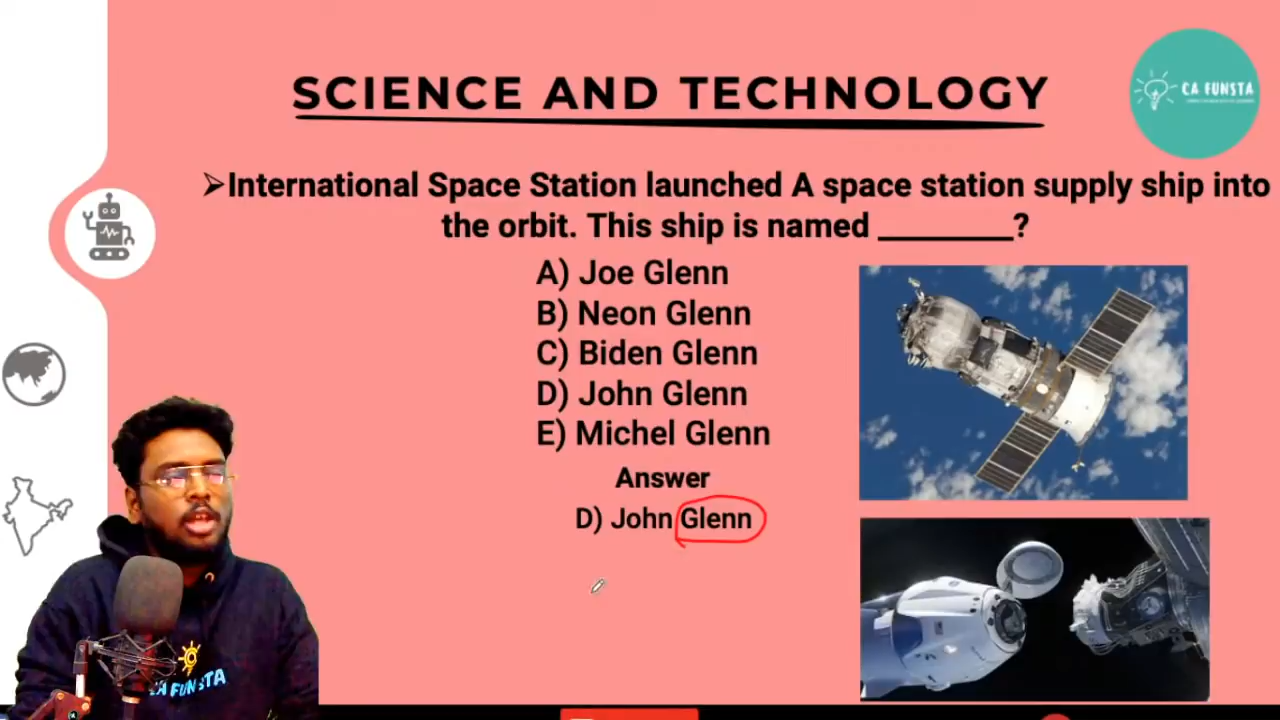 SCIENCE AND TECHNOLOGY
CA FUNSTA
➢International Space Station launched A space station supply ship into
the orbit. This ship is named ________?
A) Joe Glenn
B) Neon Glenn
C) Biden Glenn
D) John Glenn
E) Michel Glenn
Answer
D) John Glenn
CA FUNSTA